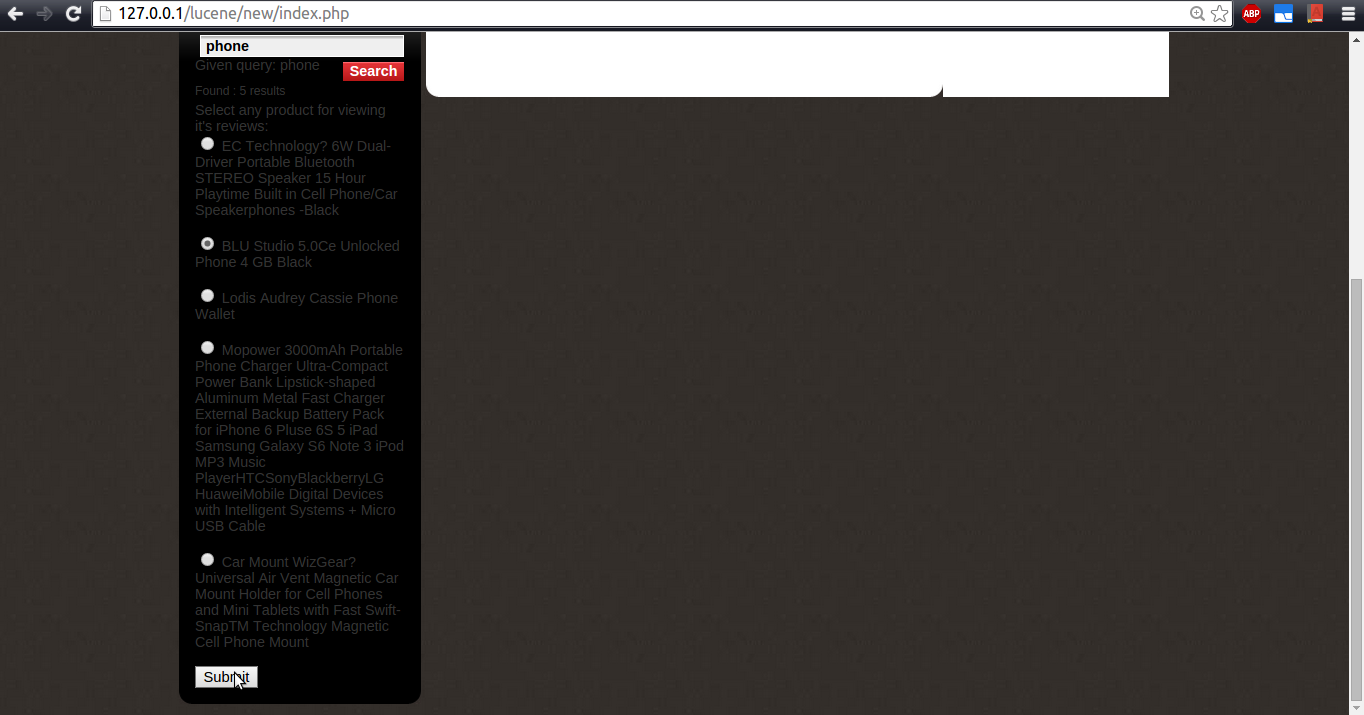 127.0.0.1/lucene/new/index.php
ABP
phone
Given query: phone
Search
Found : 5 results
Select any product for viewing
it's reviews:
EC Technology? 6W Dual-
Driver Portable Bluetooth
STEREO Speaker 15 Hour
Playtime Built in Cell Phone/Car
Speakerphones -Black
BLU Studio 5.0Ce Unlocked
Phone 4 GB Black
Lodis Audrey Cassie Phone
Wallet
Mopower 3000mAh Portable
Phone Charger Ultra-Compact
Power Bank Lipstick-shaped
Aluminum Metal Fast Charger
External Backup Battery Pack
for iPhone 6 Pluse 6S 5 iPad
Samsung Galaxy S6 Note 3 iPod
MP3 Music
PlayerHTCSonyBlackberryLG
HuaweiMobile Digital Devices
with Intelligent Systems + Micro
USB Cable
Car Mount WizGear?
Universal Air Vent Magnetic Car
Mount Holder for Cell Phones
and Mini Tablets with Fast Swift-
SnapTM Technology Magnetic
Cell Phone Mount
Submit